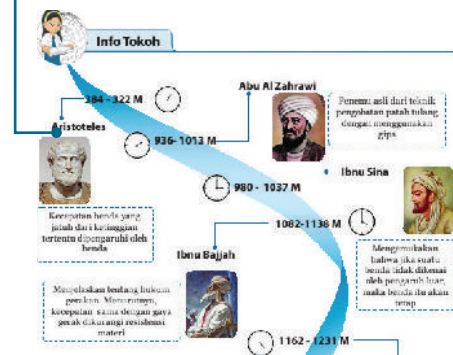 Info Tokoh
384 - 322 M
Aristoteles
Kecepatan benda yang
jatuh dari ketinggian
tertentu dipengaruhi oleh
benda
Abu Al Zahrawi
936- 1013 M
Penemu asli dari teknik
pengobatan patah tulang
dengan menggunakan
gips
980 - 1037 M
Ibnu Sina
Mengemukakan
bahwa jika suatu
benda tidak dikenai
oleh pengaruh luar,
maka benda itu akan
tetap
1082-1138 M
Ibnu Bajjah
Menjelaskan tentang hukum
gerakan. Menurutnya,
kecepatan sama dengan gaya
gerak dikurangi resistensi
materi
1162 - 1231 M